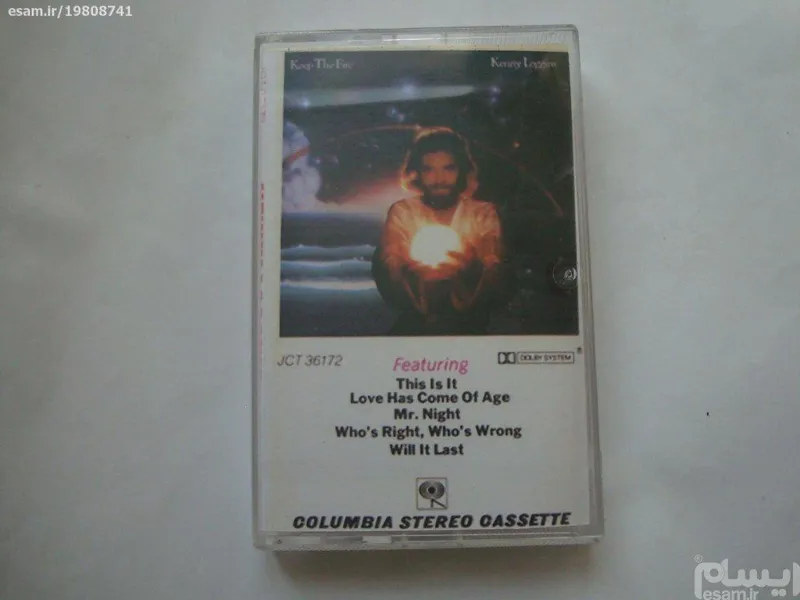 esam.ir/19808741
Keep The Fire
Kenny Loggins
JCT 36172
Featuring
DOLBY SYSTEM
®
This Is It
Love Has Come Of Age
Mr. Night
Who's Right, Who's Wrong
Will It Last
COLUMBIA STEREO CASSETTE
® ایسام
esam.ir